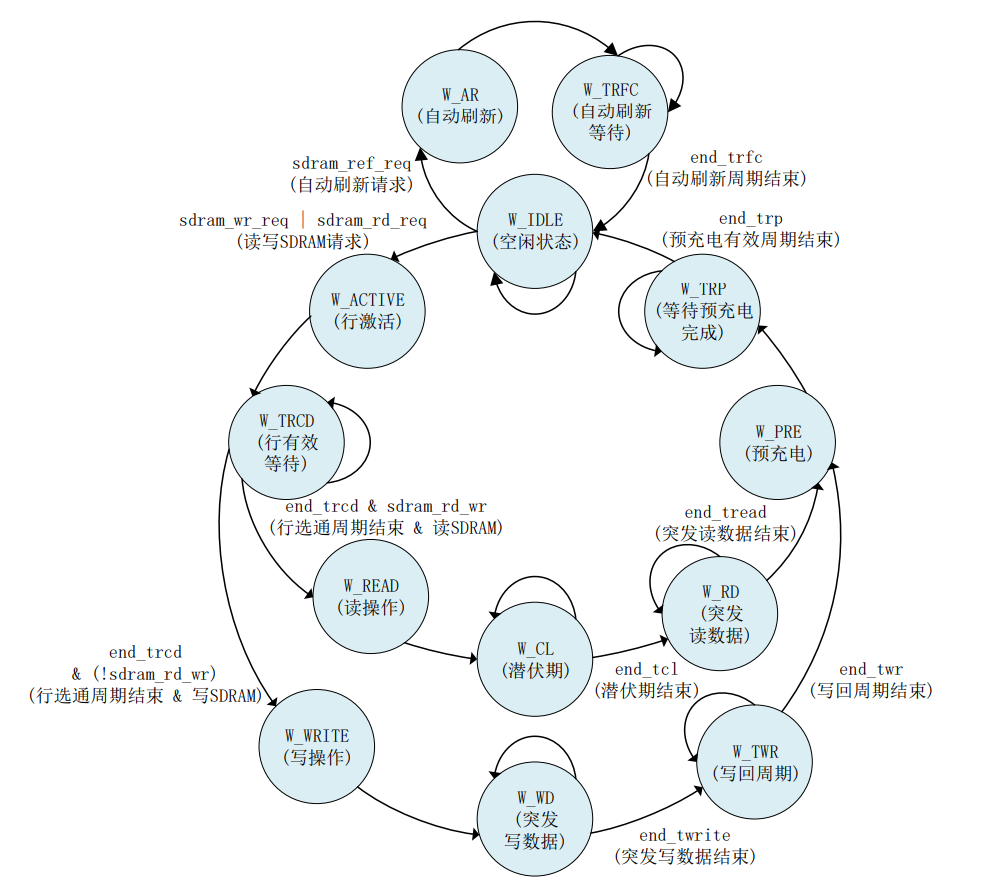 W_AR
(自动刷新)
W_TRFC
(自动刷新
等待)
sdram_ref_req
(自动刷新请求)
end_trfc
(自动刷新周期结束)
sdram_wr_req | sdram_rd_req
(读写SDRAM请求)
W_IDLE
(空闲状态)
end_trp
(预充电有效周期结束)
W_ACTIVE
(行激活)
W_TRP
(等待预充电
完成)
W_TRCD
(行有效
等待)
W_PRE
(预充电)
end_trcd & sdram_rd_wr
(行选通周期结束 & 读SDRAM)
end_tread
(突发读数据结束)
W_READ
(读操作)
W_CL
(潜伏期)
W_RD
(突发
读数据)
end_trcd
& (!sdram_rd_wr)
(行选通周期结束 & 写SDRAM)
end_tcl
(潜伏期结束)
end_twr
(写回周期结束)
W_WRITE
(写操作)
W_WD
(突发
写数据)
W_TWR
(写回周期)
end_twrite
(突发写数据结束)